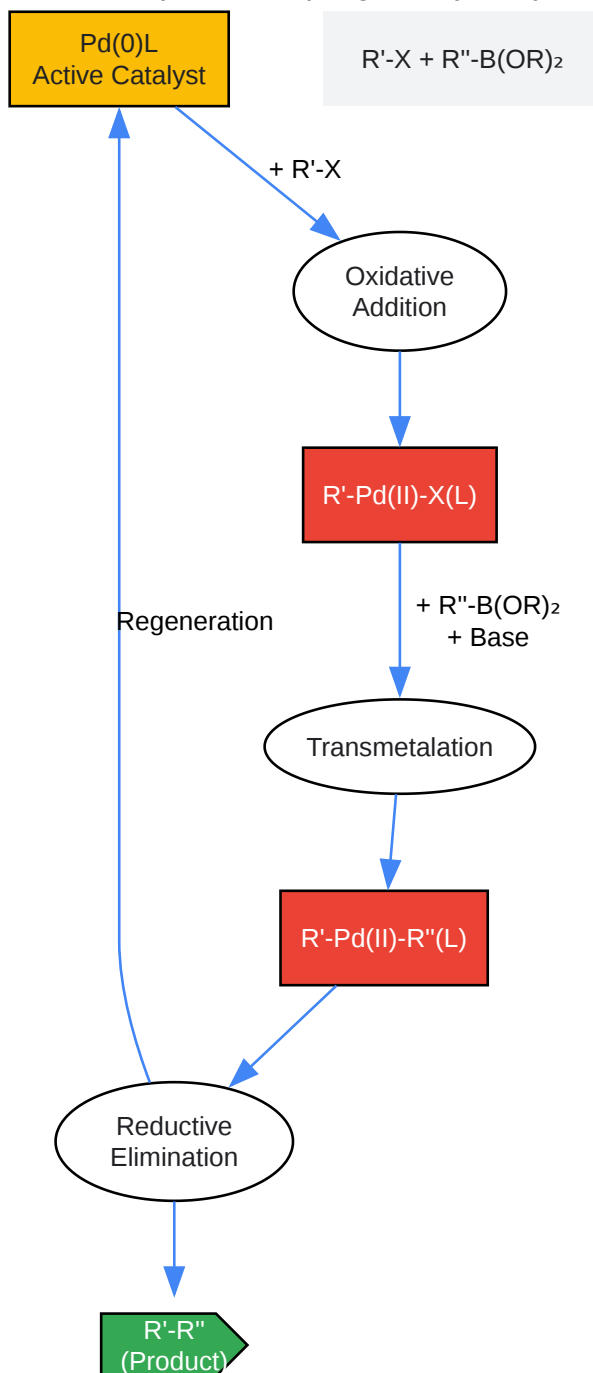 Pd(0)L
Active Catalyst
R'-X + R''-B(OR)₂
+ R'-X
Oxidative
Addition
R'-Pd(II)-X(L)
+ R''-B(OR)₂
+ Base
Regeneration
Transmetalation
R'-Pd(II)-R''(L)
Reductive
Elimination
R'-R''
(Product)